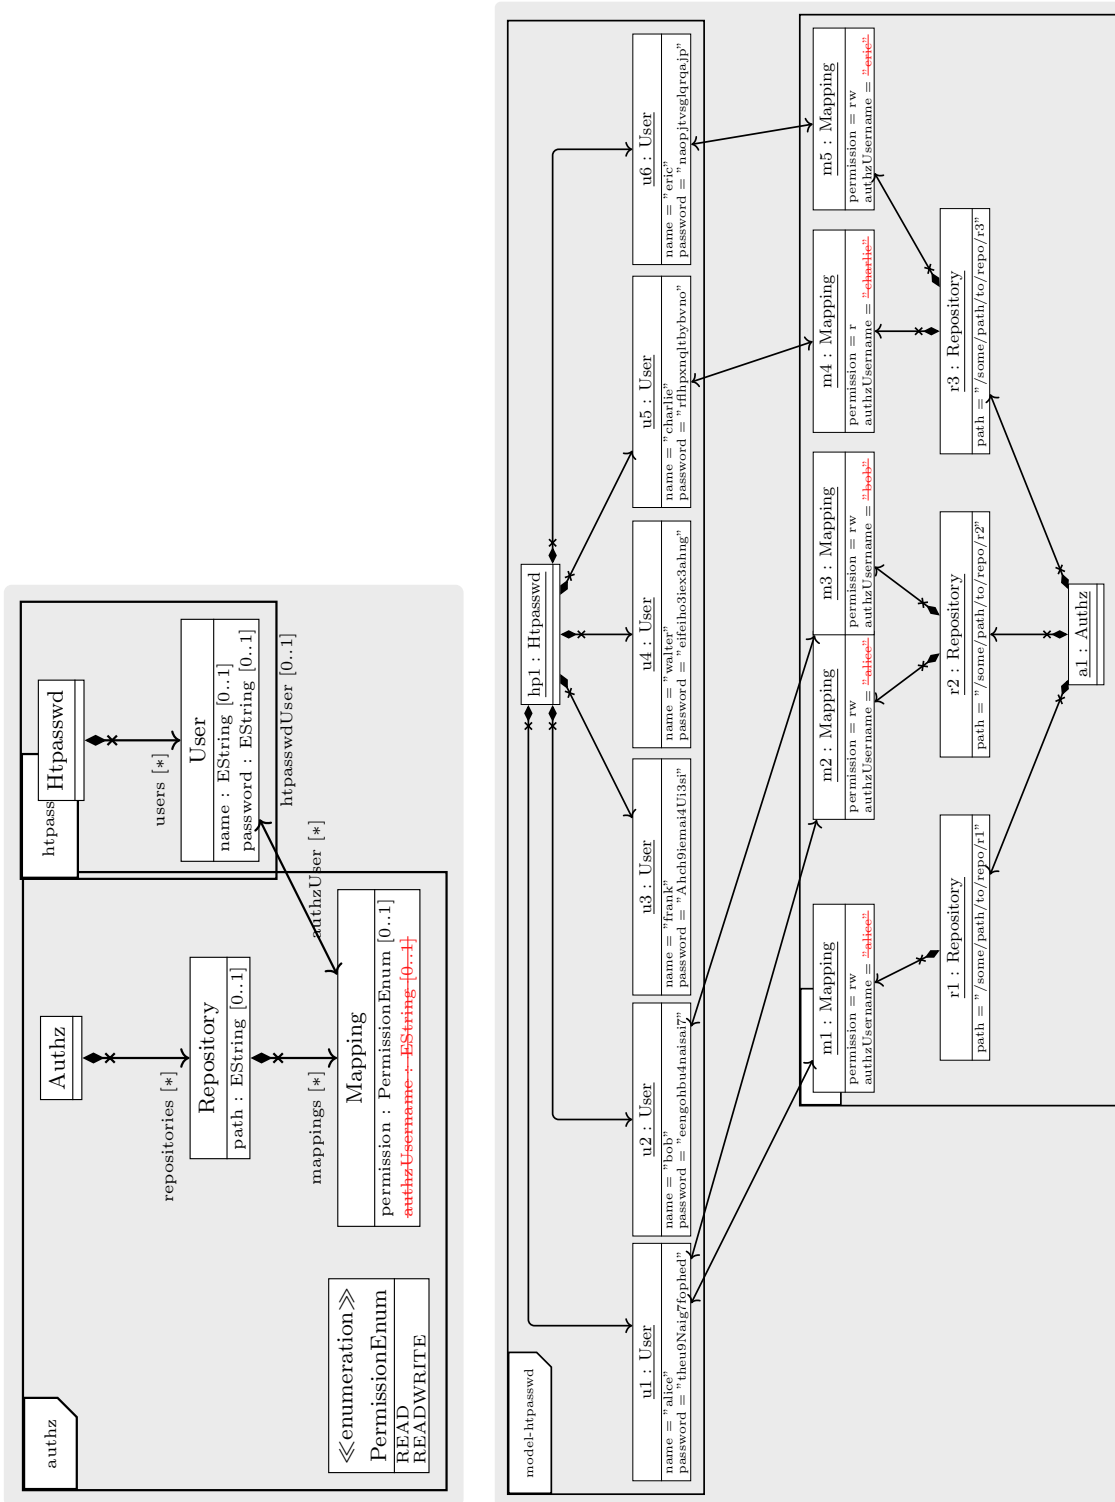 authz
htpass
Htpasswd
users [*]
User
name : EString [0..1]
password : EString [0..1]
htpasswdUser [0..1]
authzUser [*]
Authz
repositories [*]
Repository
path : EString [0..1]
mappings [*]
Mapping
permission : PermissionEnum [0..1]
authzUsername : EString [0..1]
≪enumeration≫
PermissionEnum
READ
READWRITE
model-htpasswd
hp1 : Htpasswd
u1 : User
name = "alice"
password = "theu9Naig7fophed"
u2 : User
name = "bob"
password = "eengohbu4naisai7"
u3 : User
name = "frank"
password = "Ahch9iemai4Ui3si"
u4 : User
name = "walter"
password = "eifeiho3iex3ahng"
u5 : User
name = "charlie"
password = "rflhpxnqltbybvno"
u6 : User
name = "eric"
password = "naopjtvsglqrqajp"
m1 : Mapping
permission = rw
authzUsername = "alice"
m2 : Mapping
permission = rw
authzUsername = "alice"
m3 : Mapping
permission = rw
authzUsername = "bob"
m4 : Mapping
permission = r
authzUsername = "charlie"
m5 : Mapping
permission = rw
authzUsername = "eric"
r1 : Repository
path = "/some/path/to/repo/r1"
r2 : Repository
path = "/some/path/to/repo/r2"
r3 : Repository
path = "/some/path/to/repo/r3"
a1 : Authz